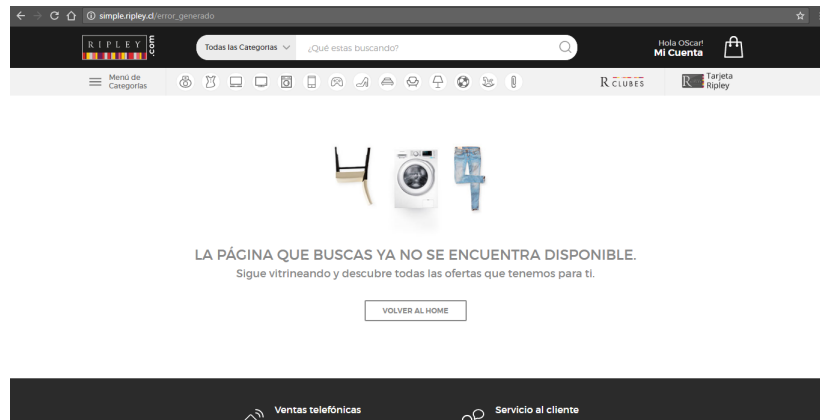 simple.ripley.cl/error_generado
RIPLEY.com
Todas las Categorías
¿Qué estas buscando?
Hola OScar!
Mi Cuenta
Menú de
Categorías
R CLUBES
Tarjeta
Ripley
404
LA PÁGINA QUE BUSCAS YA NO SE ENCUENTRA DISPONIBLE.
Sigue vitrineando y descubre todas las ofertas que tenemos para ti.
VOLVER AL HOME
Ventas telefónicas
Servicio al cliente